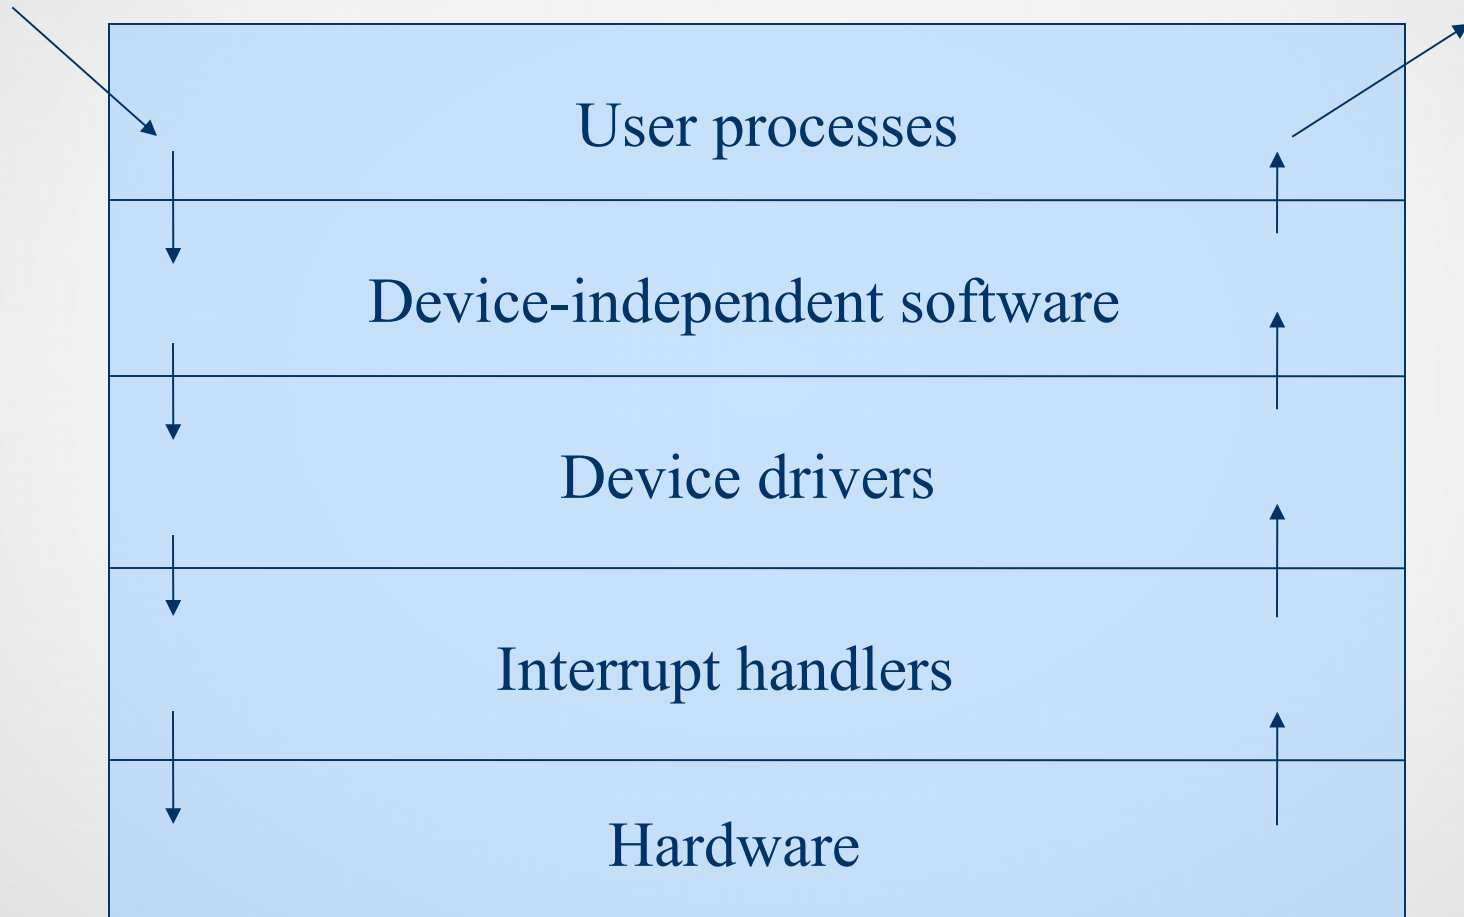 User processes
Device-independent software
Device drivers
Interrupt handlers
Hardware